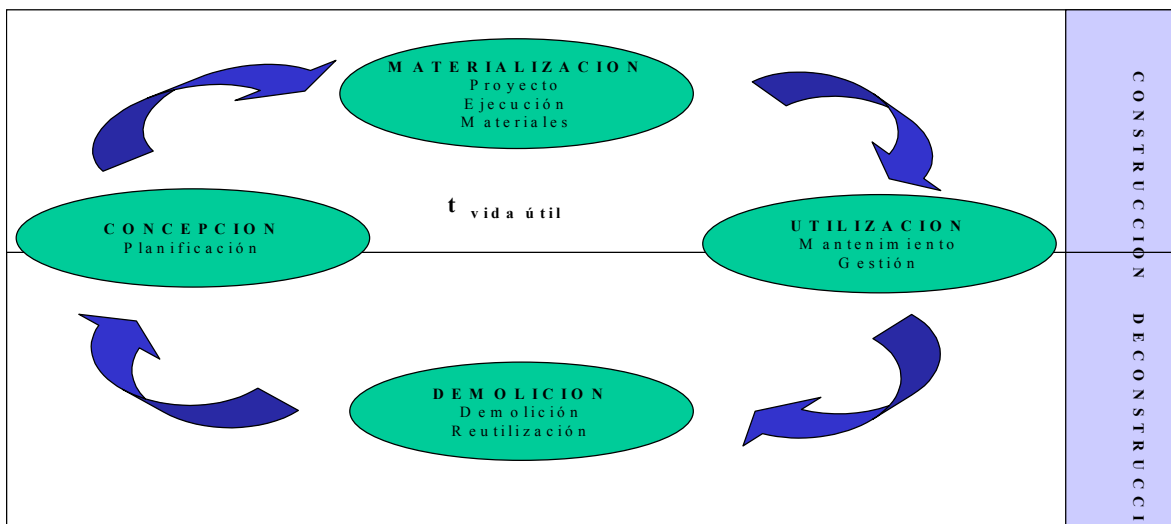 MATERIALIZACION
Proyecto
Ejecución
Materiales
t vida útil
CONCEPCION
Planificación
UTILIZACION
Mantenimiento
Gestión
DEMOLICION
Demolición
Reutilización
CONSTRUCCION
DECONSTRUCCI